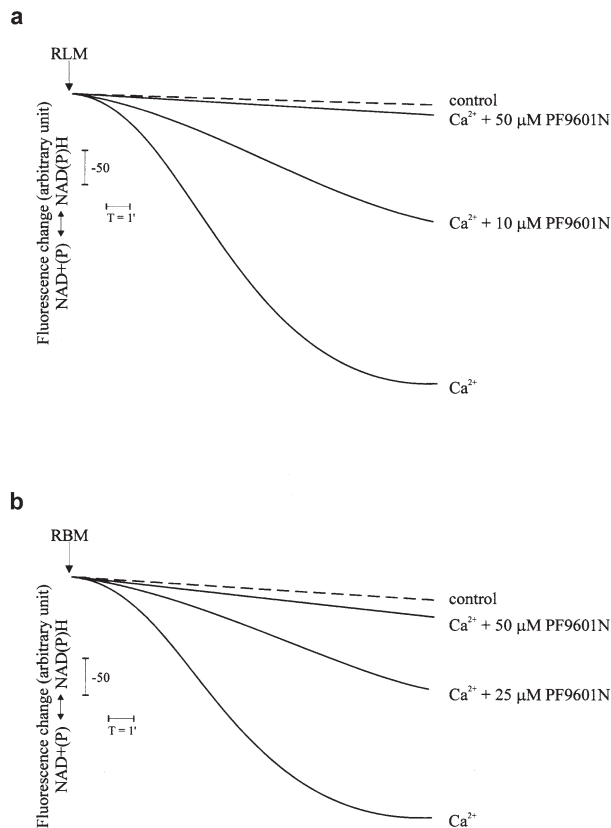 a
RLM
control
Ca2+ + 50 μM PF9601N
Fluorescence change (arbitrary unit)
NAD+(P) ↔ NAD(P)H
-50
T = 1'
Ca2+ + 10 μM PF9601N
Ca2+
b
RBM
control
Ca2+ + 50 μM PF9601N
Fluorescence change (arbitrary unit)
NAD+(P) ↔ NAD(P)H
-50
Ca2+ + 25 μM PF9601N
T = 1'
Ca2+